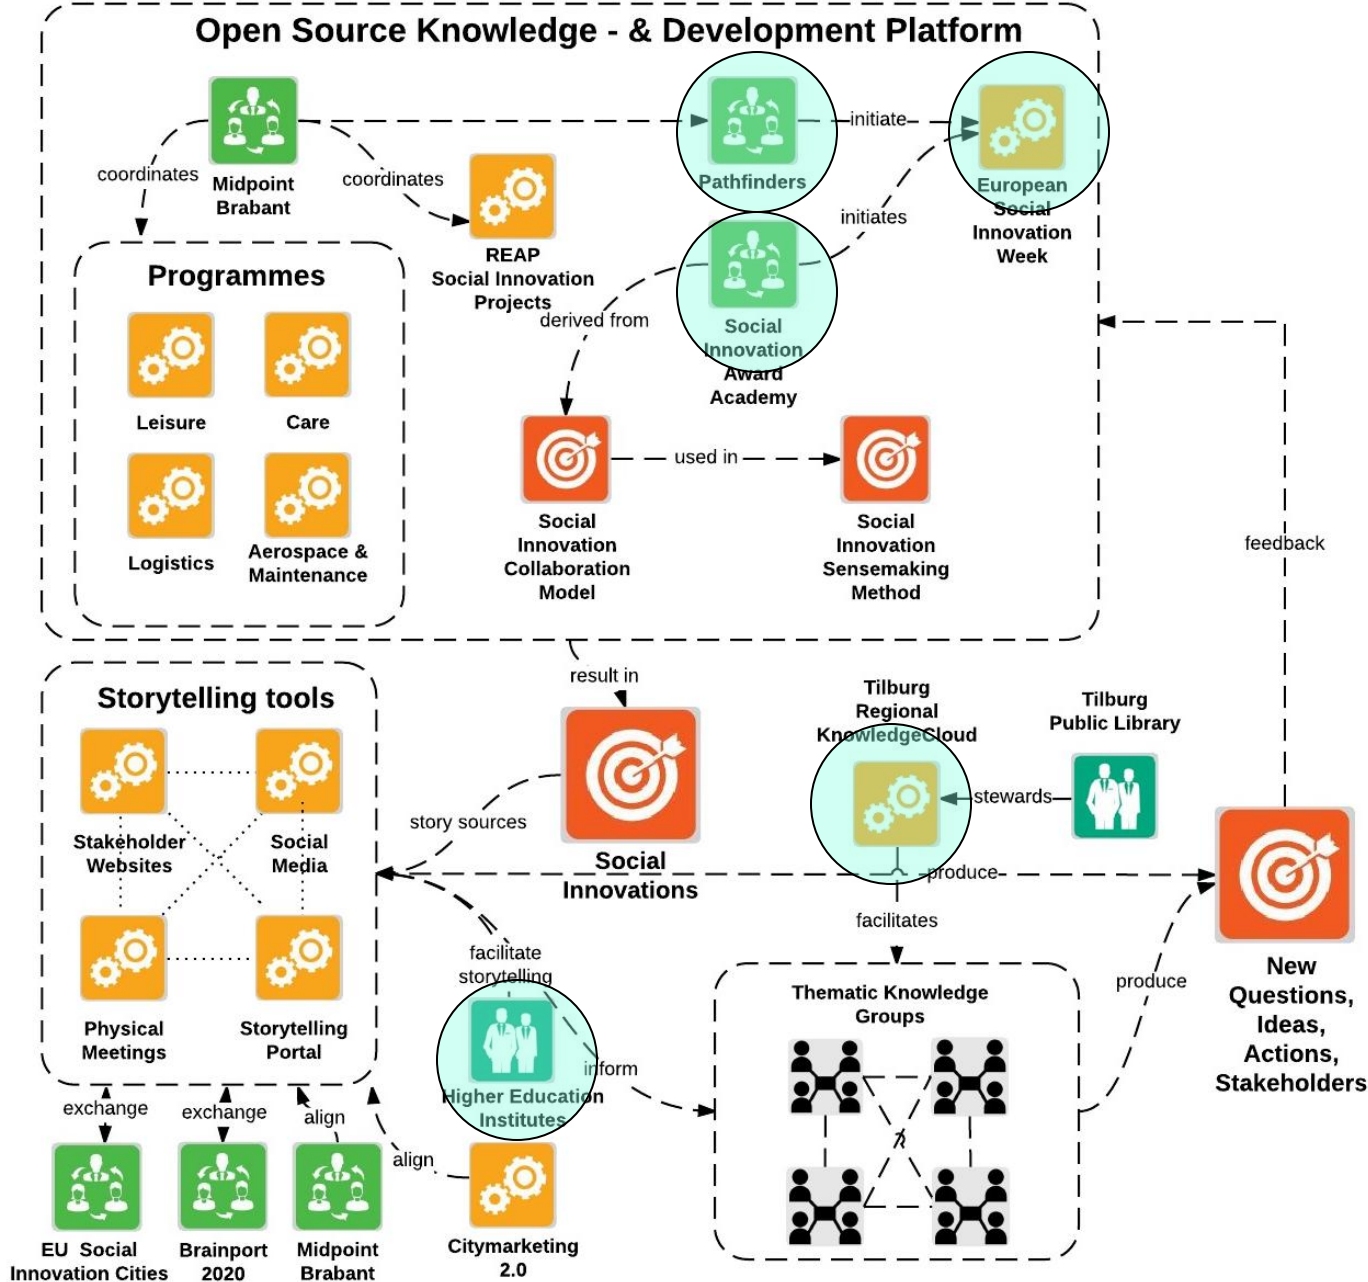 Open Source Knowledge - & Development Platform
coordinates
Midpoint
Brabant
coordinates
REAP
Social Innovation
Projects
Pathfinders
initiate
European
Social
Innovation
Week
initiates
Social
Innovation
Award
Academy
derived from
Programmes
Leisure
Care
Logistics
Aerospace &
Maintenance
Social
Innovation
Collaboration
Model
used in
Social
Innovation
Sensemaking
Method
feedback
result in
Storytelling tools
Stakeholder
Websites
Social
Media
Physical
Meetings
Storytelling
Portal
story sources
Social
Innovations
Tilburg
Regional
KnowledgeCloud
Tilburg
Public Library
stewards
produce
facilitates
facilitate
storytelling
Higher Education
Institutes
inform
Thematic Knowledge
Groups
produce
New
Questions,
Ideas,
Actions,
Stakeholders
exchange
exchange
align
align
EU Social
Innovation Cities
Brainport
2020
Midpoint
Brabant
Citymarketing
2.0